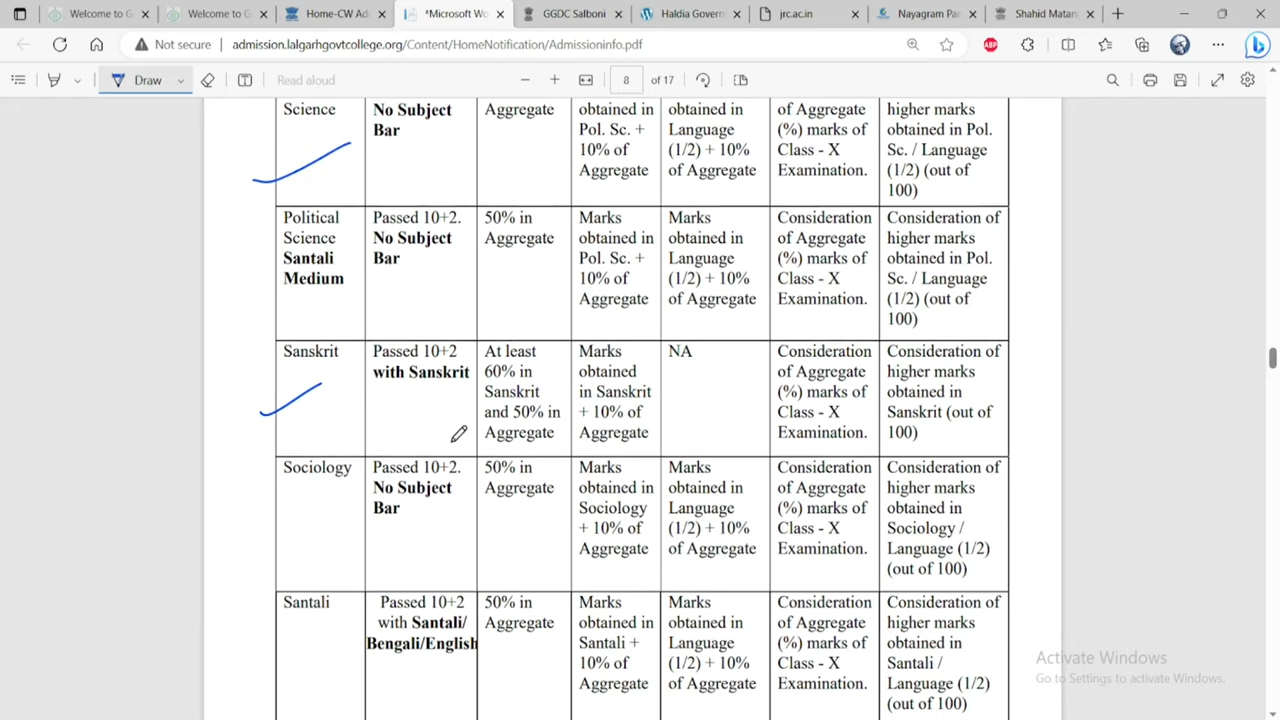 Welcome to G
Welcome to G
Home-CW Ad
*Microsoft Wo
GGDC Salboni
Haldia Govern
jrc.ac.in
Nayagram Pa
Shahid Matan
Not secure
admission.lalgarhgovtcollege.org/Content/HomeNotification/Admissioninfo.pdf
ABP
Draw
Read aloud
8 of 17
Science
No Subject
Bar
Aggregate
obtained in
Pol. Sc. +
10% of
Aggregate
obtained in
Language
(1/2) + 10%
of Aggregate
of Aggregate
(%) marks of
Class - X
Examination.
higher marks
obtained in Pol.
Sc. / Language
(1/2) (out of
100)
Political
Science
Santali
Medium
Passed 10+2.
No Subject
Bar
50% in
Aggregate
Marks
obtained in
Pol. Sc. +
10% of
Aggregate
Marks
obtained in
Language
(1/2) + 10%
of Aggregate
Consideration
of Aggregate
(%) marks of
Class - X
Examination.
Consideration of
higher marks
obtained in Pol.
Sc. / Language
(1/2) (out of
100)
Sanskrit
Passed 10+2
with Sanskrit
At least
60% in
Sanskrit
and 50% in
Aggregate
Marks
obtained
in Sanskrit
+ 10% of
Aggregate
NA
Consideration
of Aggregate
(%) marks of
Class - X
Examination.
Consideration of
higher marks
obtained in
Sanskrit (out of
100)
Sociology
Passed 10+2.
No Subject
Bar
50% in
Aggregate
Marks
obtained in
Sociology
+ 10% of
Aggregate
Marks
obtained in
Language
(1/2) + 10%
of Aggregate
Consideration
of Aggregate
(%) marks of
Class - X
Examination.
Consideration of
higher marks
obtained in
Sociology /
Language (1/2)
(out of 100)
Santali
Passed 10+2
with Santali/
Bengali/English
50% in
Aggregate
Marks
obtained in
Santali +
10% of
Aggregate
Marks
obtained in
Language
(1/2) + 10%
of Aggregate
Consideration
of Aggregate
(%) marks of
Class - X
Examination.
Consideration of
higher marks
obtained in
Santali /
Language (1/2)
(out of 100)
Activate Windows
Go to Settings to activate Windows.